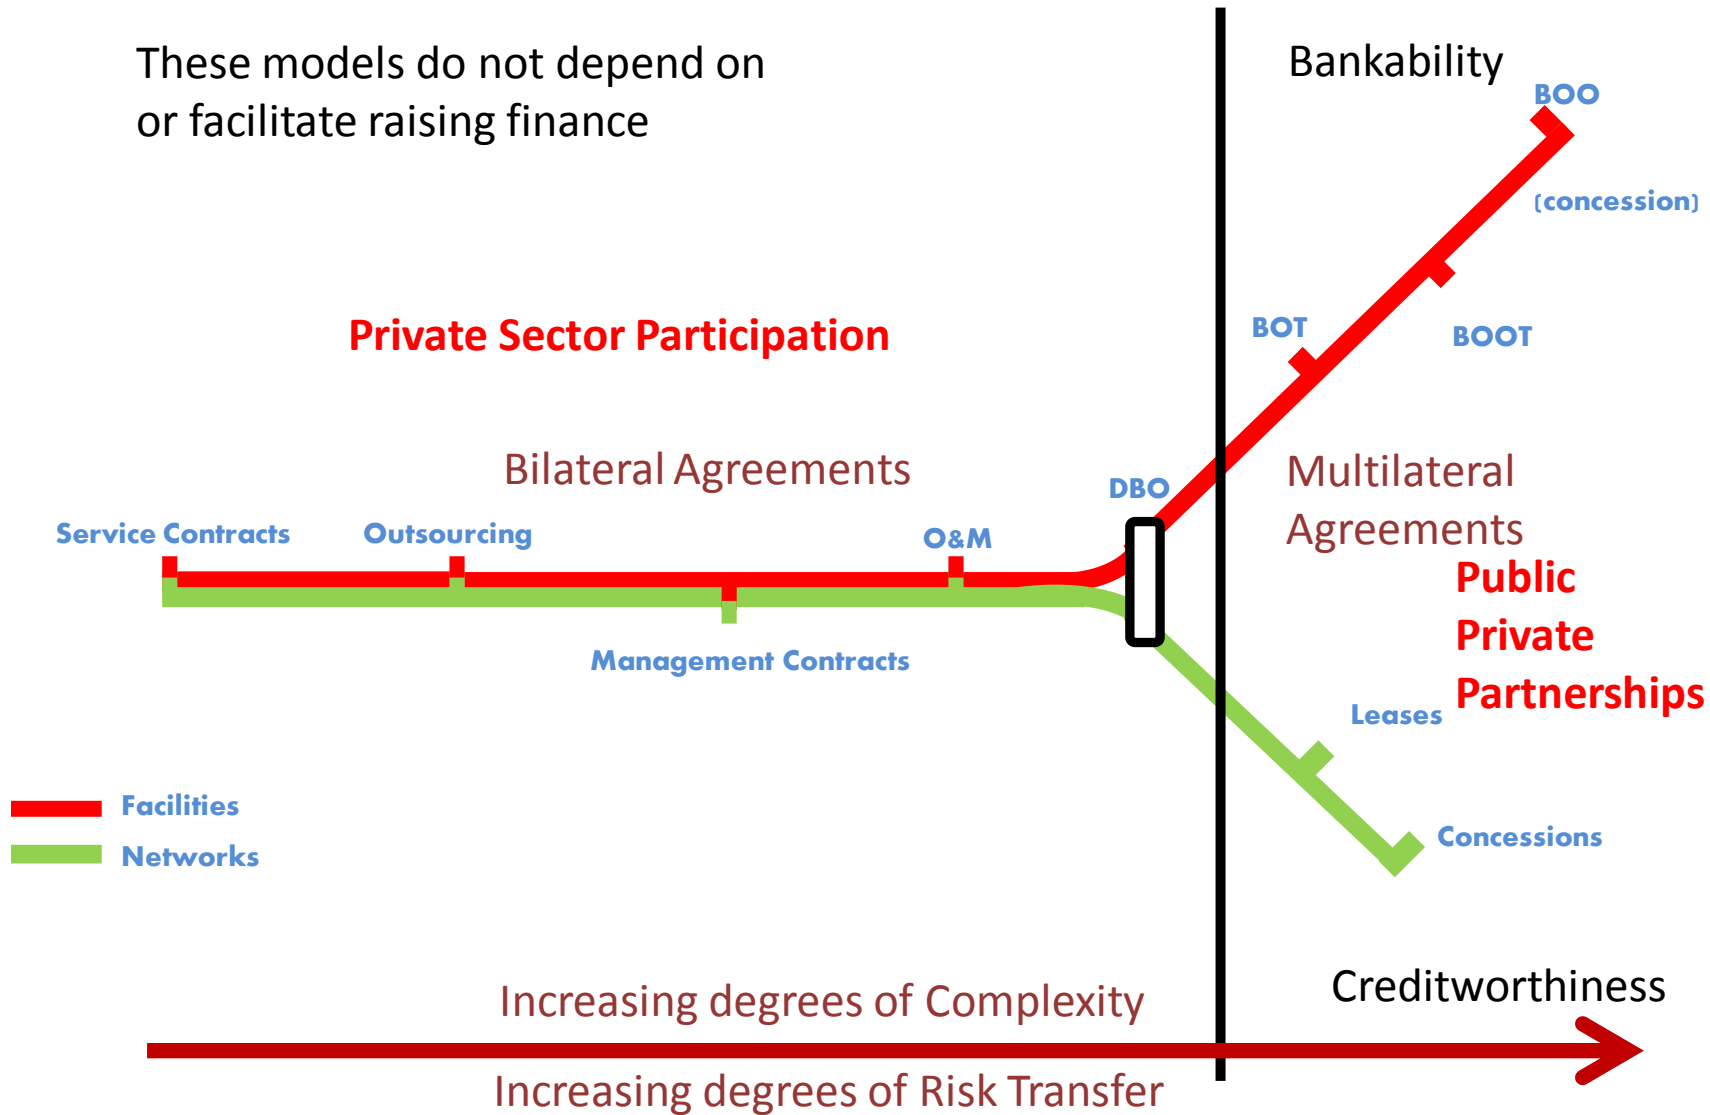 These models do not depend on
or facilitate raising finance
Bankability
BOO
(concession)
Private Sector Participation
BOT
BOOT
Bilateral Agreements
Multilateral
Agreements
DBO
Service Contracts
Outsourcing
O&M
Public
Private
Partnerships
Management Contracts
Leases
Facilities
Networks
Concessions
Creditworthiness
Increasing degrees of Complexity
Increasing degrees of Risk Transfer